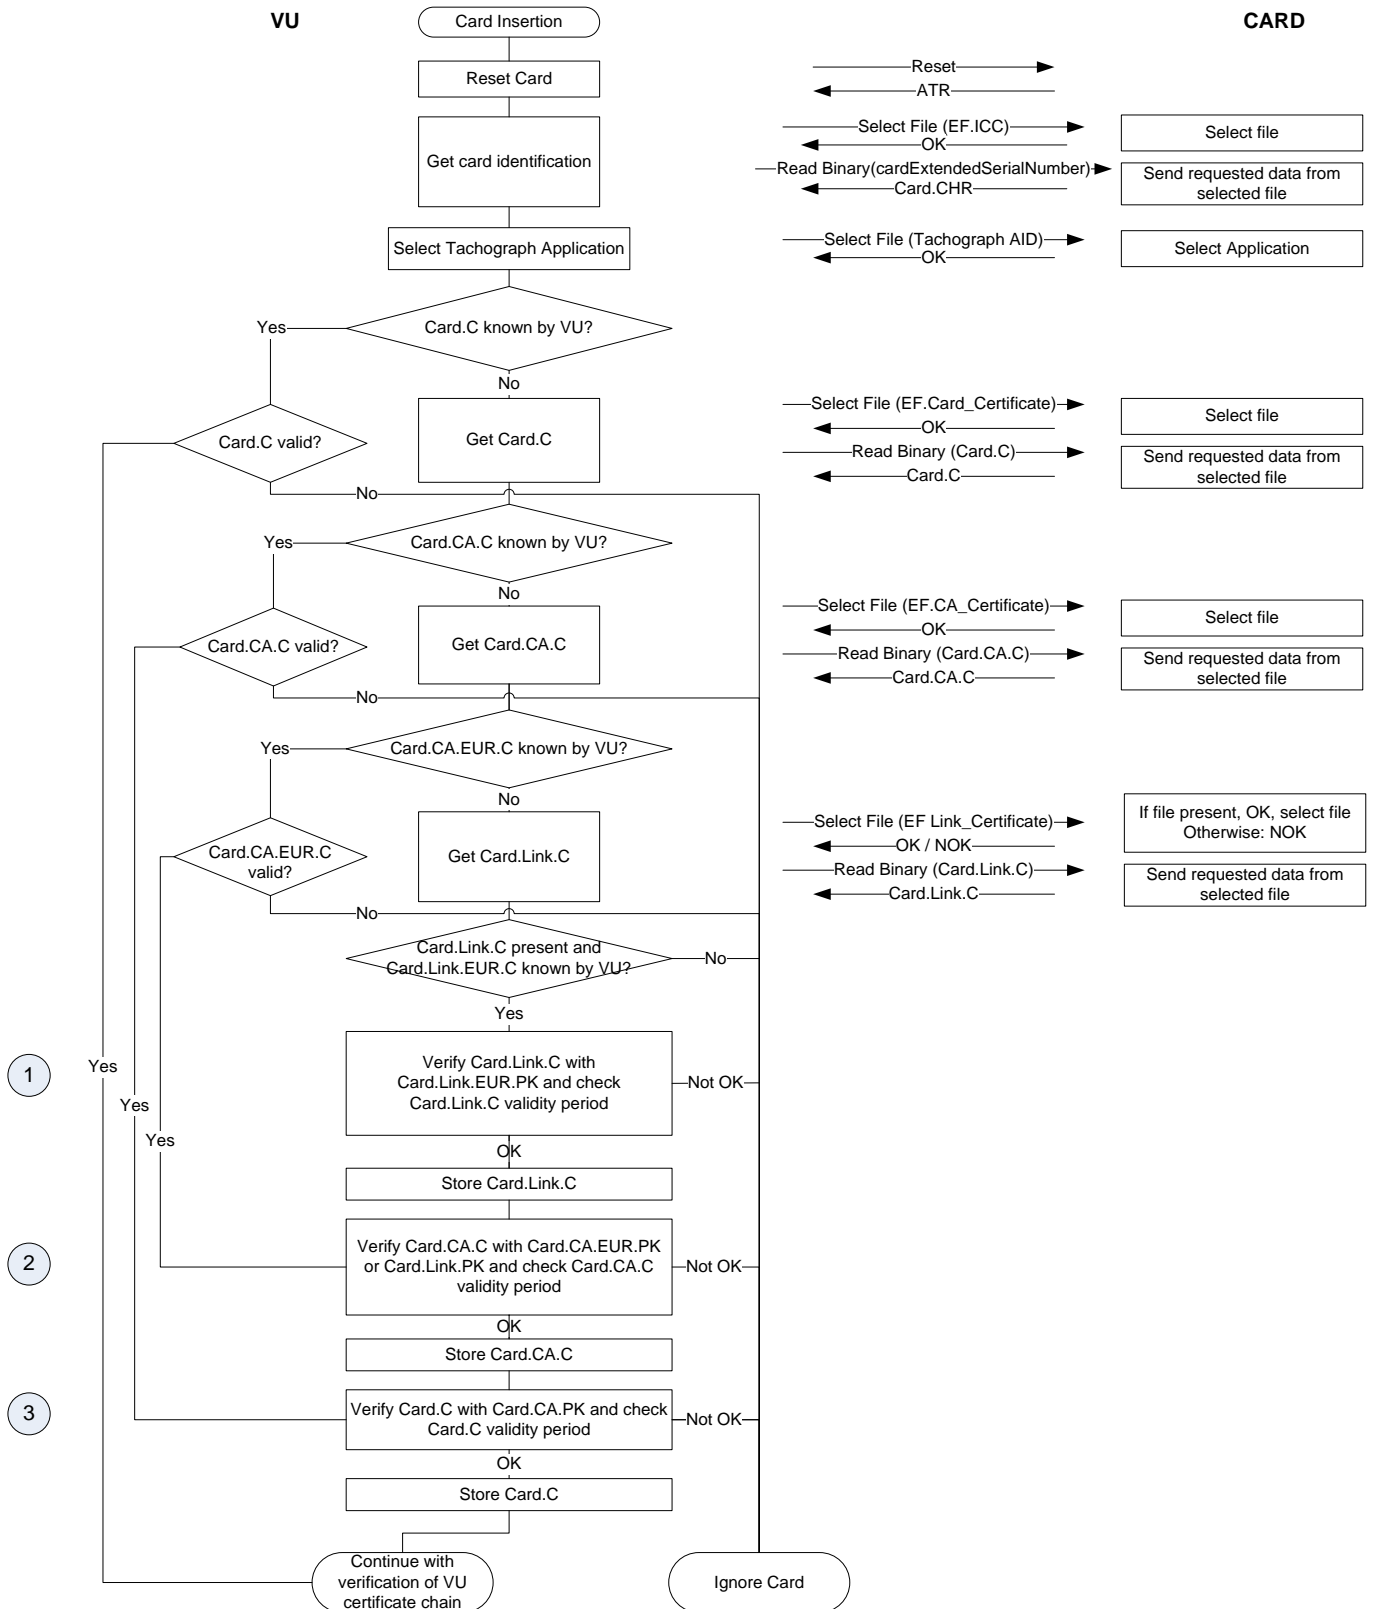 VU
Card Insertion
CARD
Reset Card
Reset
ATR
Get card identification
Select File (EF.ICC)
OK
Select file
Read Binary(cardExtendedSerialNumber)
Card.CHR
Send requested data from
selected file
Select Tachograph Application
Select File (Tachograph AID)
OK
Select Application
Card.C known by VU?
Yes
No
Card.C valid?
Get Card.C
Select File (EF.Card_Certificate)
OK
Select file
Read Binary (Card.C)
Card.C
Send requested data from
selected file
No
Card.CA.C known by VU?
Yes
No
Card.CA.C valid?
Get Card.CA.C
Select File (EF.CA_Certificate)
OK
Select file
Read Binary (Card.CA.C)
Card.CA.C
Send requested data from
selected file
No
Card.CA.EUR.C known by VU?
Yes
No
Card.CA.EUR.C
valid?
Get Card.Link.C
Select File (EF Link_Certificate)
OK / NOK
If file present, OK, select file
Otherwise: NOK
Read Binary (Card.Link.C)
Card.Link.C
Send requested data from
selected file
No
Card.Link.C present and
Card.Link.EUR.C known by VU?
No
Yes
1
Yes
Yes
Yes
Verify Card.Link.C with
Card.Link.EUR.PK and check
Card.Link.C validity period
Not OK
OK
Store Card.Link.C
2
Verify Card.CA.C with Card.CA.EUR.PK
or Card.Link.PK and check Card.CA.C
validity period
Not OK
OK
Store Card.CA.C
3
Verify Card.C with Card.CA.PK and check
Card.C validity period
Not OK
OK
Store Card.C
Continue with
verification of VU
certificate chain
Ignore Card